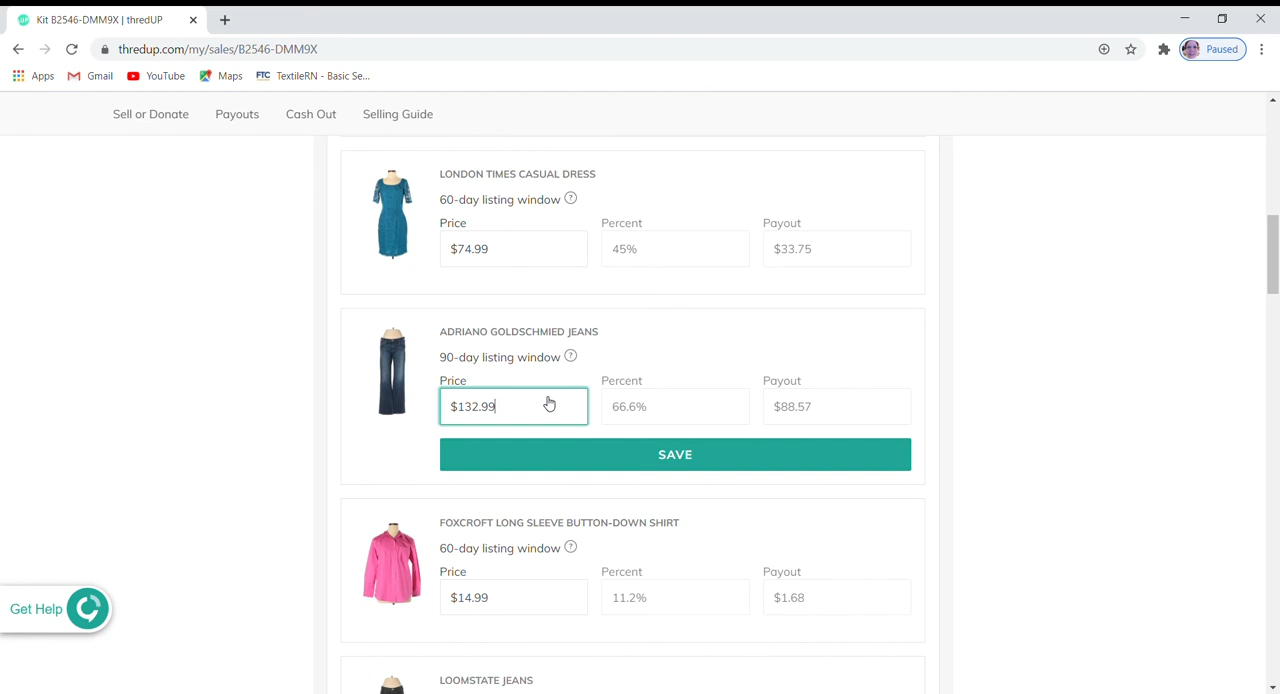 Kit B2546-DMM9X | thredUP
thredup.com/my/sales/B2546-DMM9X
Paused
Apps Gmail YouTube Maps FTC TextileRN - Basic Se...
Sell or Donate Payouts Cash Out Selling Guide
LONDON TIMES CASUAL DRESS
60-day listing window ?
Price Percent Payout
$74.99 45% $33.75
ADRIANO GOLDSCHMIED JEANS
90-day listing window ?
Price Percent Payout
$132.99 66.6% $88.57
SAVE
FOXCROFT LONG SLEEVE BUTTON-DOWN SHIRT
60-day listing window ?
Price Percent Payout
$14.99 11.2% $1.68
Get Help
LOOMSTATE JEANS